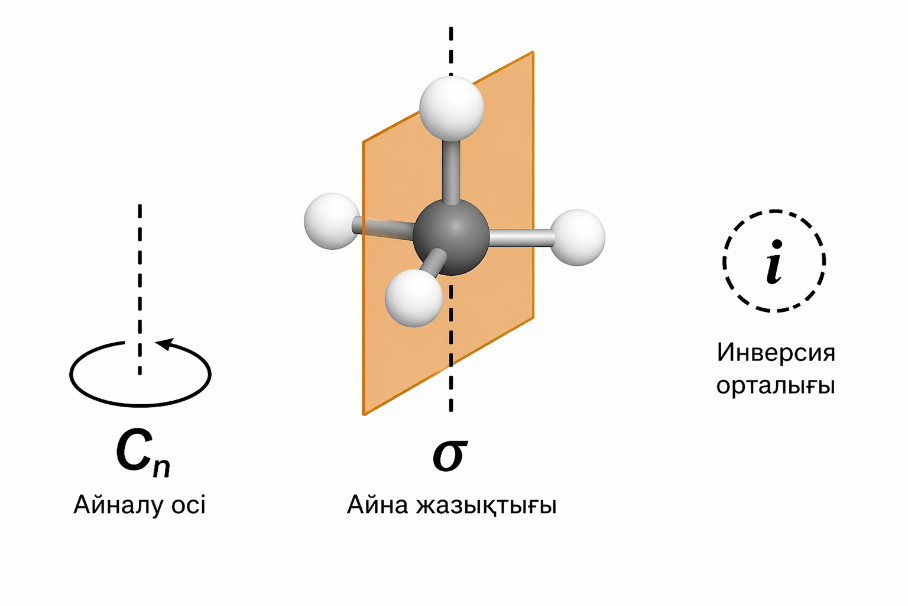 Cn
Айналу осі
σ
Айна жазықтығы
i
Инверсия
орталығы